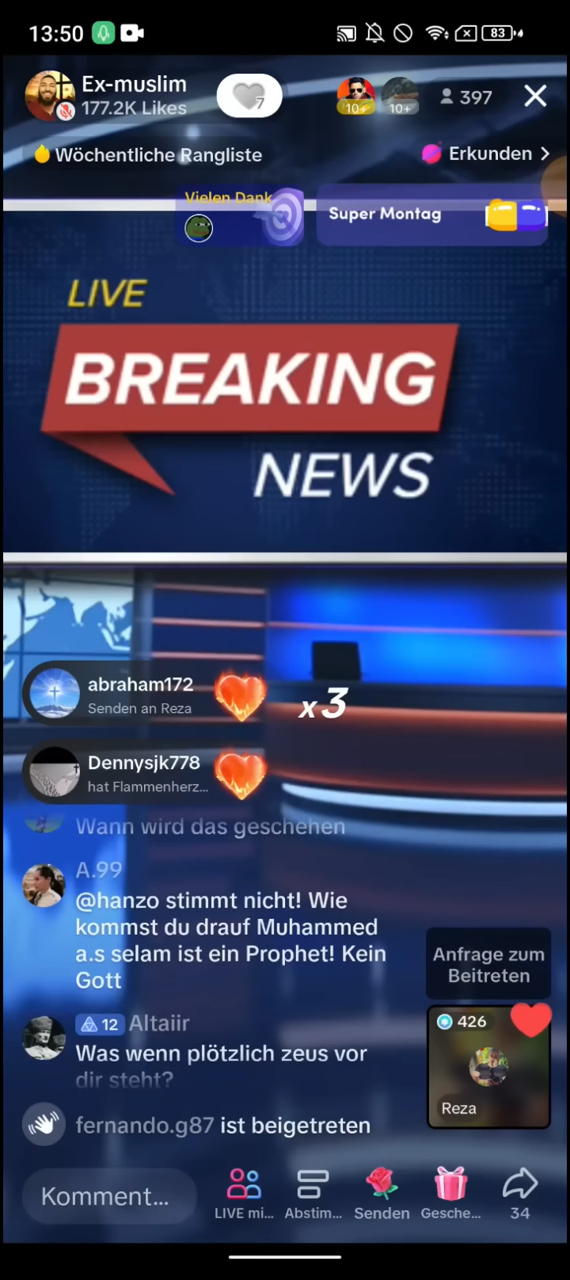 13:50
83
Ex-muslim
177.2K Likes
7
10+
10+
397
Wöchentliche Rangliste
Erkunden
Vielen Dank
Super Montag
LIVE
BREAKING
NEWS
abraham172
Senden an Reza
x3
Dennysjk778
hat Flammenherz...
Wann wird das geschehen
A.99
@hanzo stimmt nicht! Wie
kommst du drauf Muhammed
a.s selam ist ein Prophet! Kein
Gott
Anfrage zum
Beitreten
12 Altaiir
Was wenn plötzlich zeus vor
dir steht?
426
Reza
fernando.g87 ist beigetreten
Komment...
LIVE mi...
Abstim...
Senden
Gesche...
34